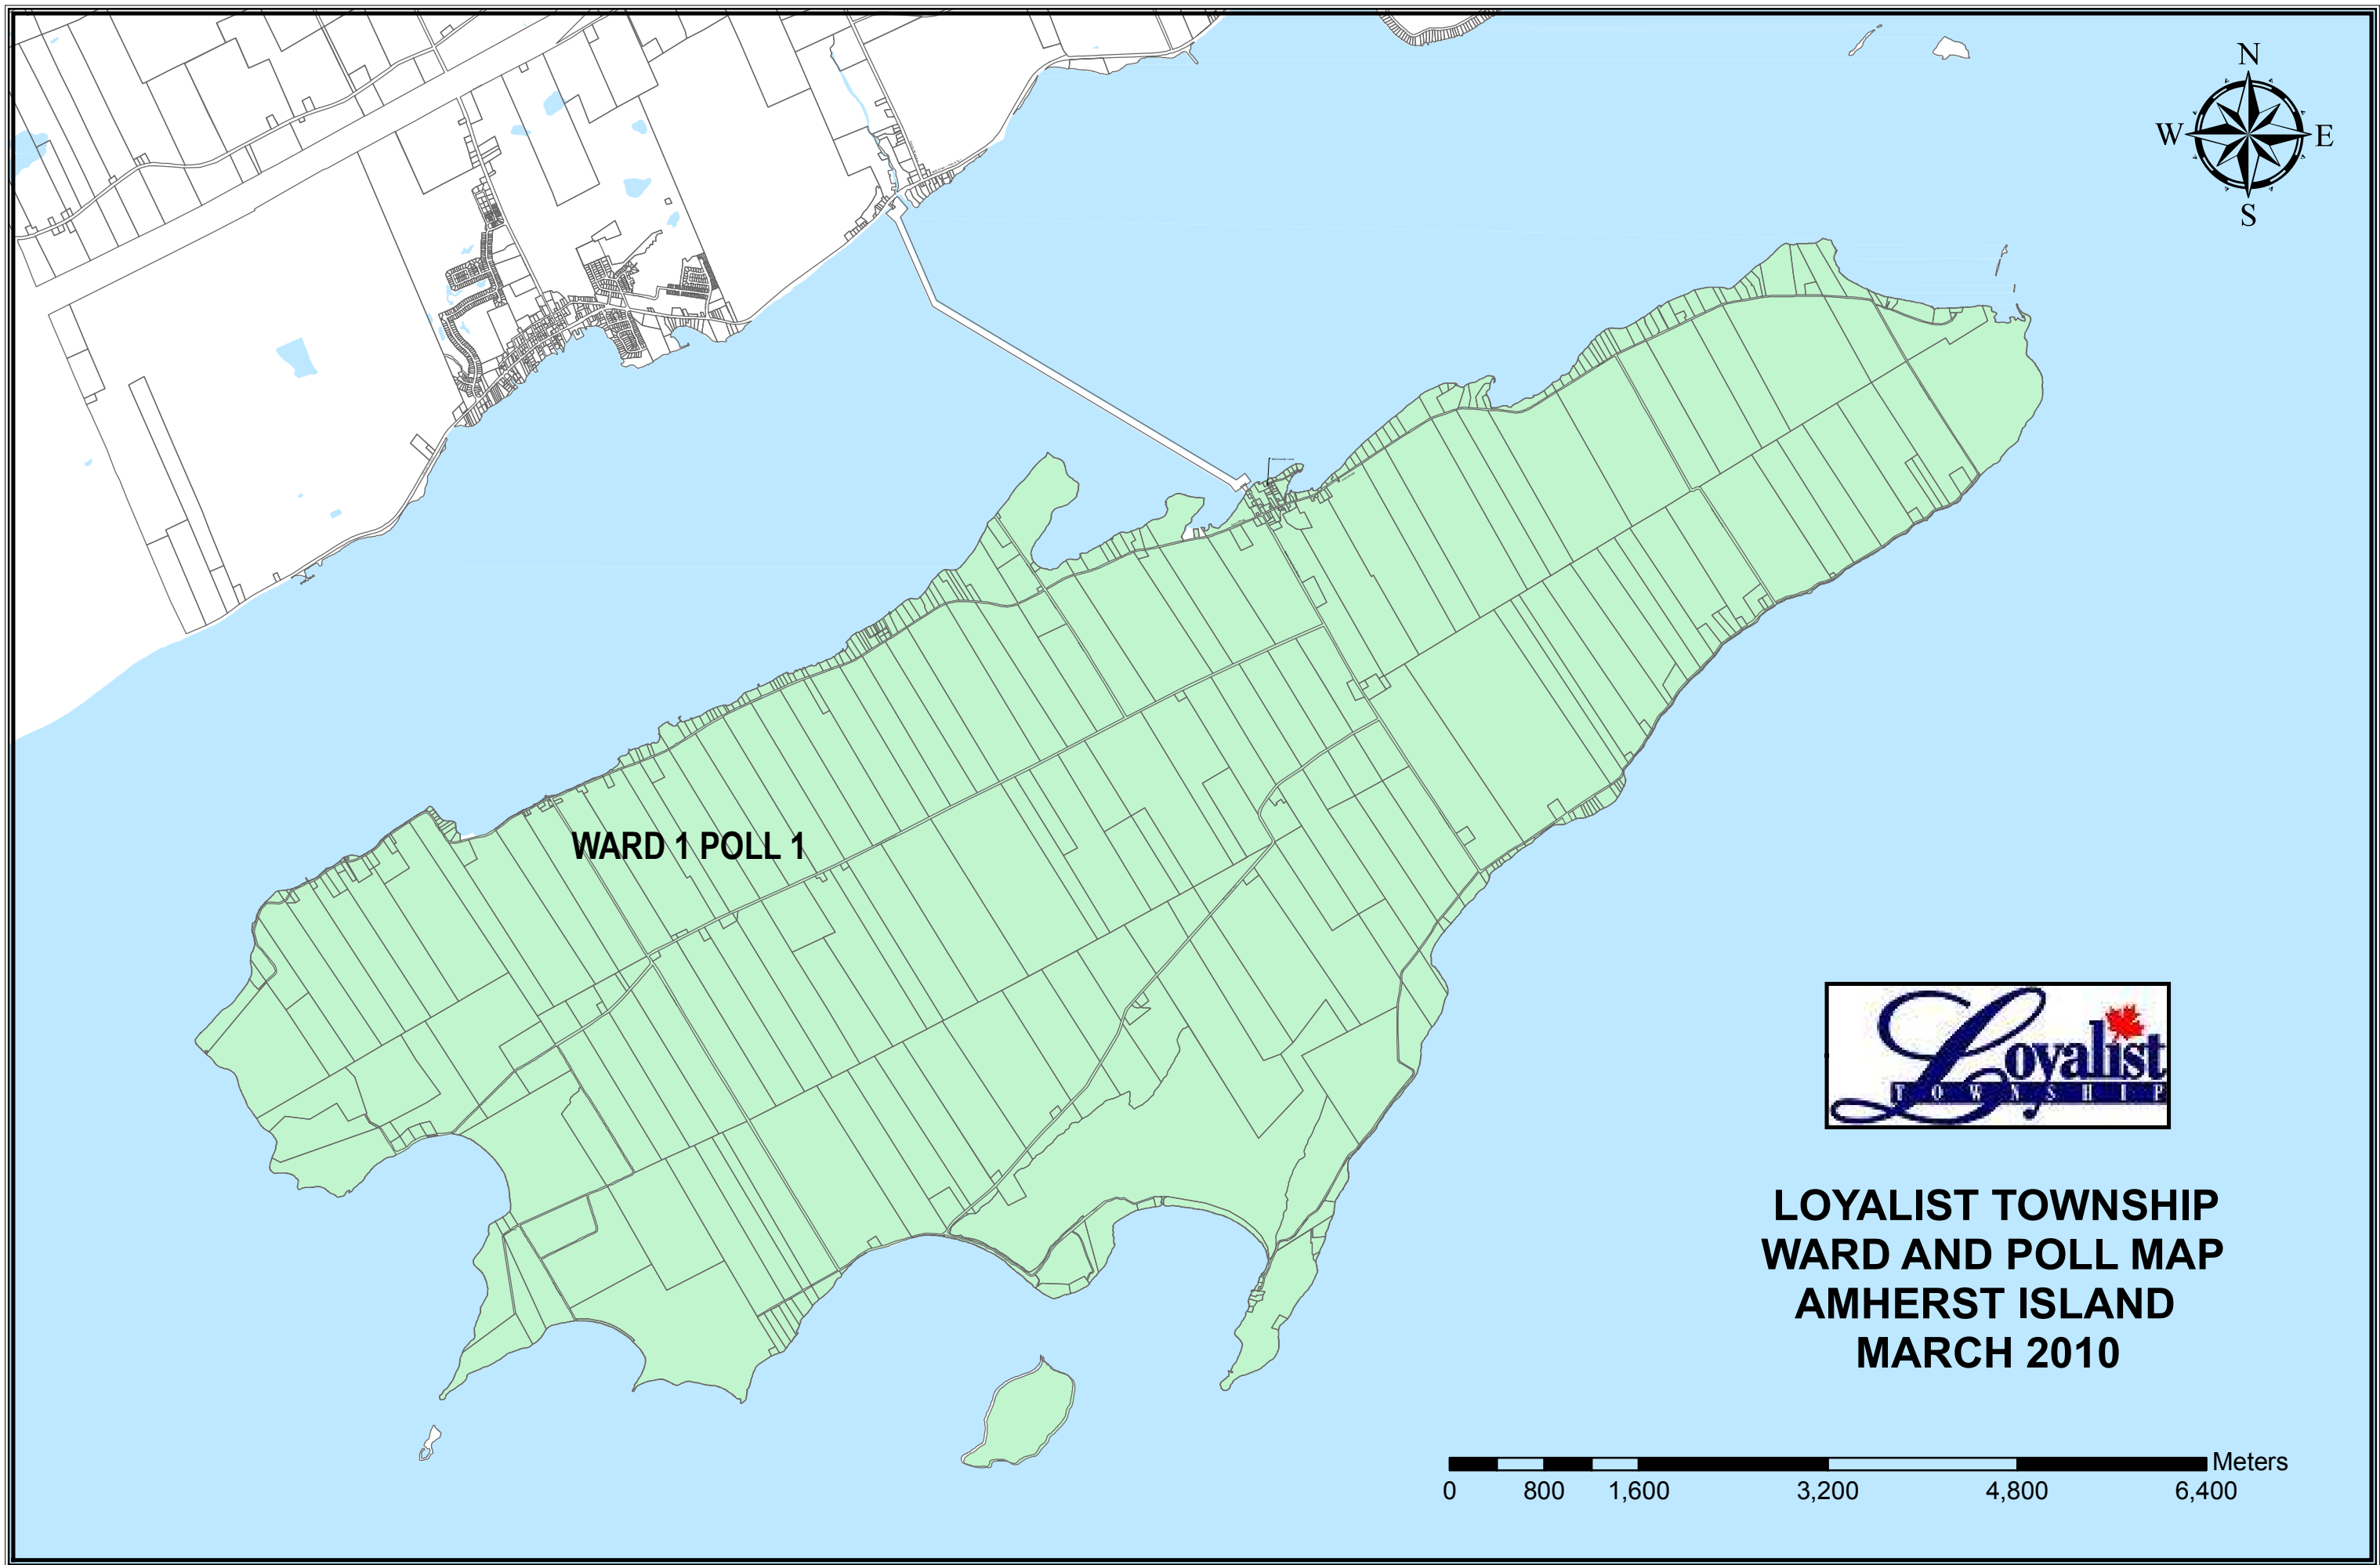 N
W E
S
WARD 1 POLL 1
Loyalist
TOWNSHIP
LOYALIST TOWNSHIP
WARD AND POLL MAP
AMHERST ISLAND
MARCH 2010
Meters
0 800 1,600 3,200 4,800 6,400